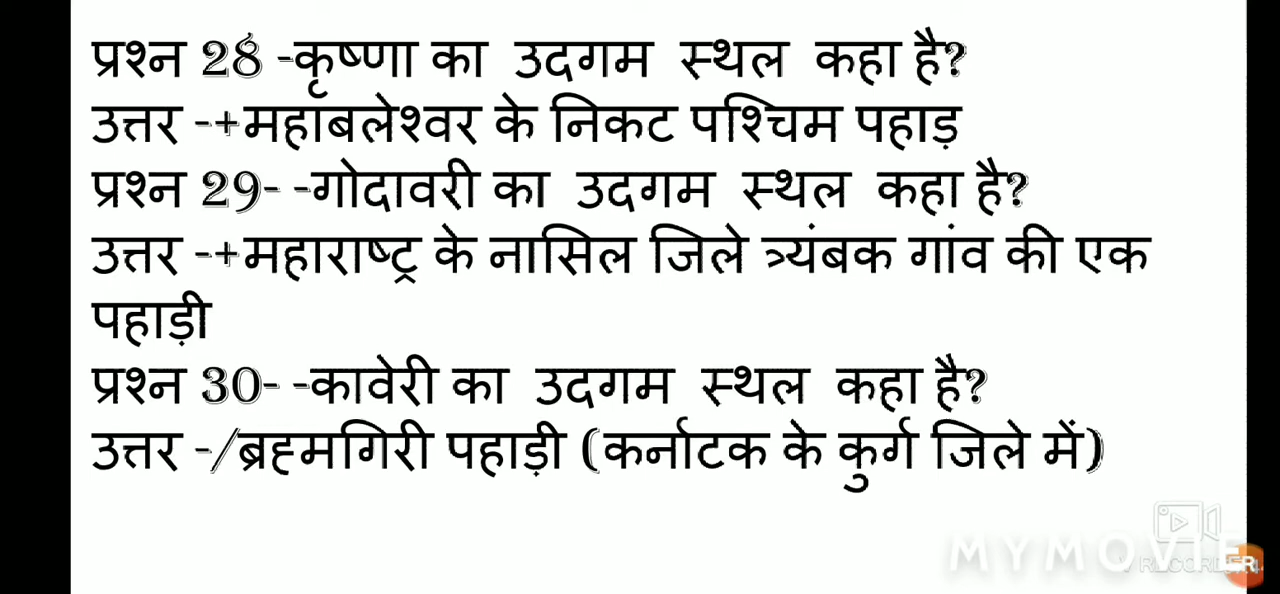 प्रश्न 28 -कृष्णा का उदगम स्थल कहा है?
उत्तर -+महाबलेश्वर के निकट पश्चिम पहाड़
प्रश्न 29- -गोदावरी का उदगम स्थल कहा है?
उत्तर -+महाराष्ट्र के नासिल जिले त्र्यंबक गांव की एक
पहाड़ी
प्रश्न 30- -कावेरी का उदगम स्थल कहा है?
उत्तर -/ब्रह्मगिरी पहाड़ी (कर्नाटक के कुर्ग जिले में)
MYMOVIE